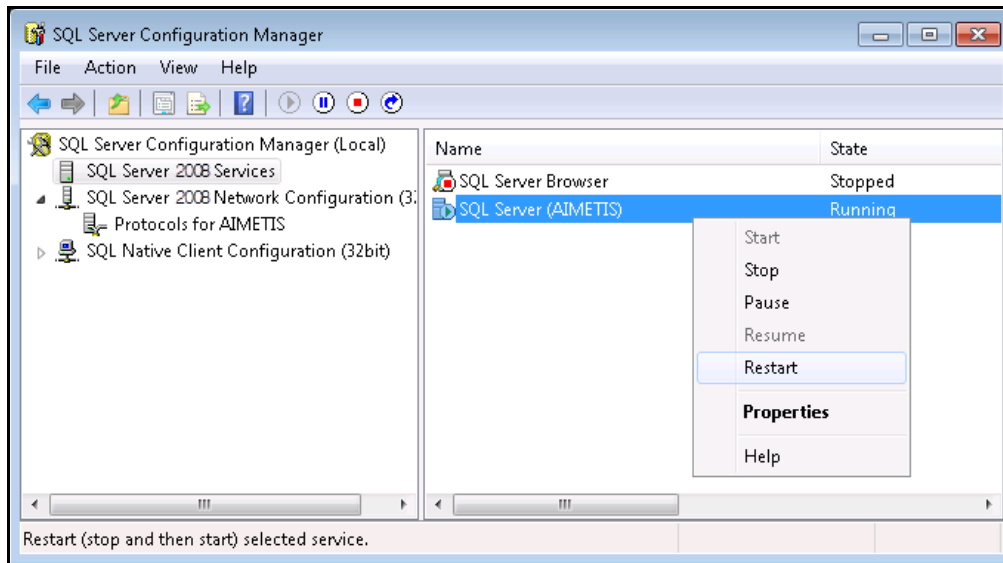 SQL Server Configuration Manager
File Action View Help
SQL Server Configuration Manager (Local)
SQL Server 2008 Services
SQL Server 2008 Network Configuration (3
Protocols for AIMETIS
SQL Native Client Configuration (32bit)
Name State
SQL Server Browser Stopped
SQL Server (AIMETIS) Running
Start
Stop
Pause
Resume
Restart
Properties
Help
Restart (stop and then start) selected service.